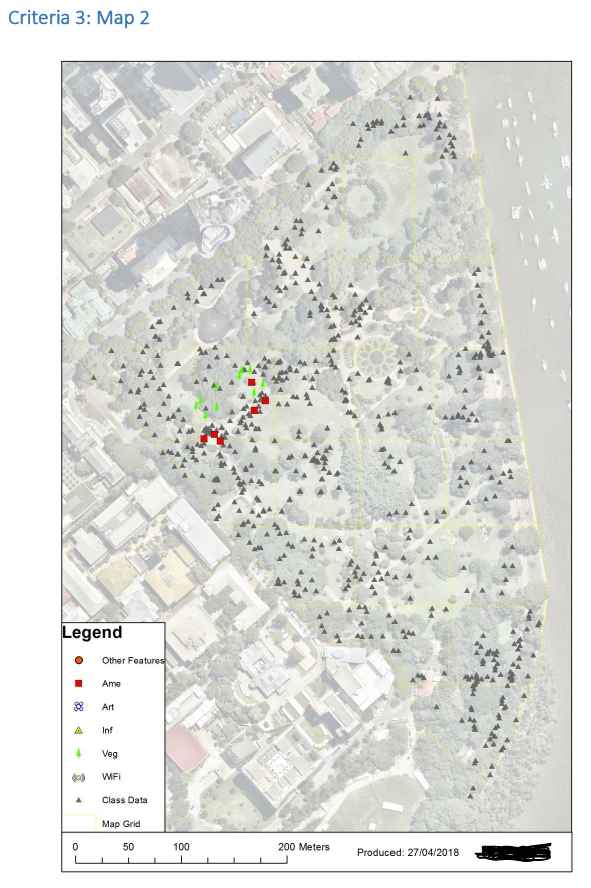 Criteria 3: Map 2
Legend
Other Features
Ame
Art
Inf
Veg
WiFi
Class Data
Map Grid
0 50 100 200 Meters
Produced: 27/04/2018